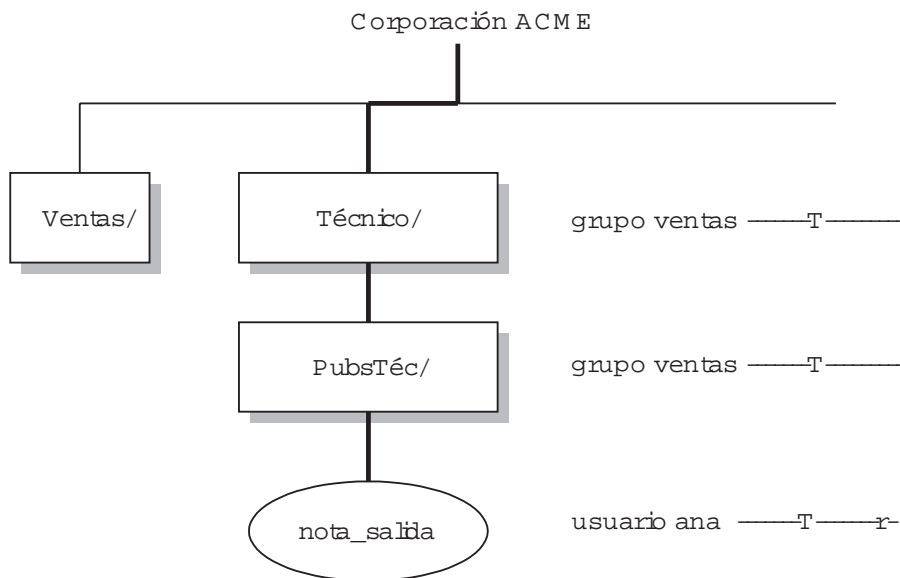 Corporación ACME
Ventas/
Técnico/
grupo ventas ------T-------
PubsTéc/
grupo ventas ------T-------
nota_salida
usuario ana ------T-----r-